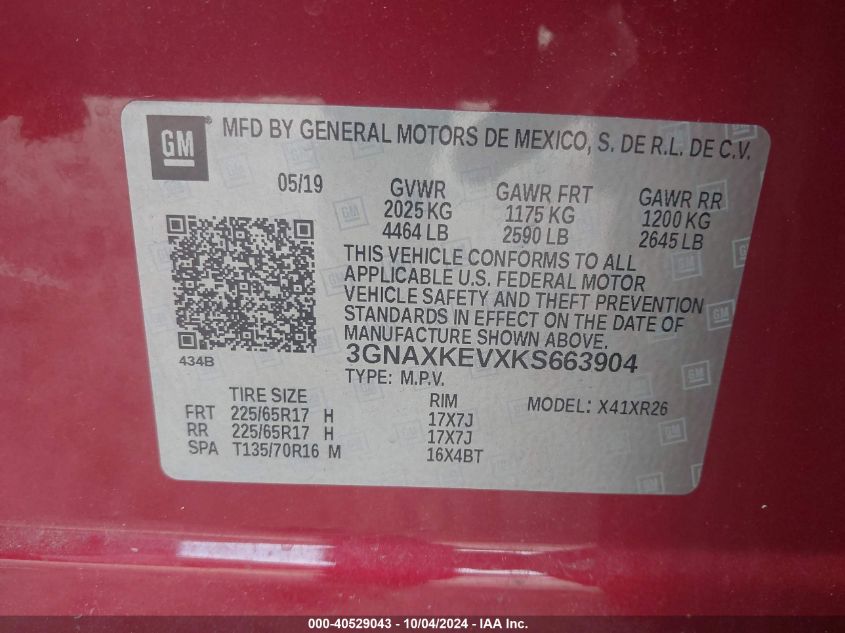 GM ® MFD BY GENERAL MOTORS DE MEXICO, S. DE R.L. DE C.V.
05/19 GVWR GAWR FRT GAWR RR
2025 KG 1175 KG 1200 KG
4464 LB 2590 LB 2645 LB
THIS VEHICLE CONFORMS TO ALL
APPLICABLE U.S. FEDERAL MOTOR
VEHICLE SAFETY AND THEFT PREVENTION
STANDARDS IN EFFECT ON THE DATE OF
MANUFACTURE SHOWN ABOVE.
434B 3GNAXKEVXKS663904
TYPE: M.P.V.
TIRE SIZE RIM MODEL: X41XR26
FRT 225/65R17 H 17X7J
RR 225/65R17 H 17X7J
SPA T135/70R16 M 16X4BT
000-40529043 - 10/04/2024 - IAA Inc.